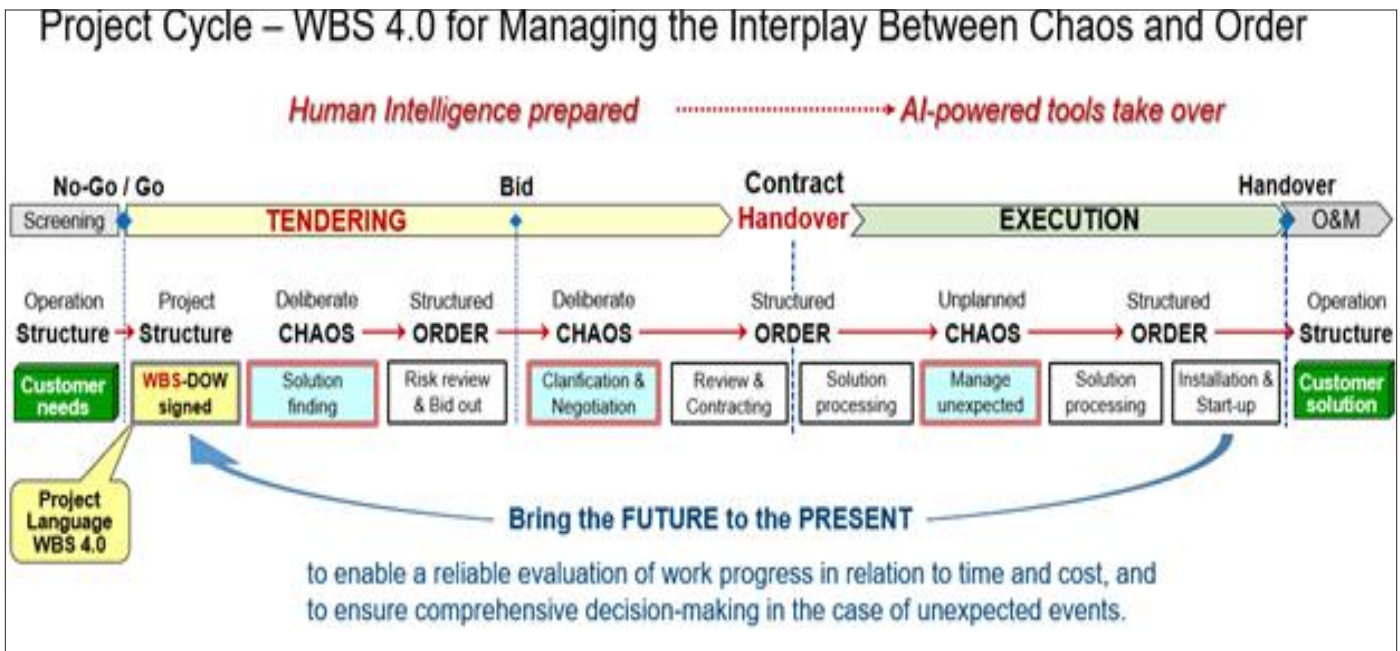 Project Cycle – WBS 4.0 for Managing the Interplay Between Chaos and Order
Human Intelligence prepared
AI-powered tools take over
No-Go / Go
Bid
Contract
Handover
Handover
Screening
TENDERING
EXECUTION
O&M
Operation
Structure
Project
Structure
Deliberate
CHAOS
Structured
ORDER
Deliberate
CHAOS
Structured
ORDER
Unplanned
CHAOS
Structured
ORDER
Operation
Structure
Customer
needs
WBS-DOW
signed
Solution
finding
Risk review
& Bid out
Clarification &
Negotiation
Review &
Contracting
Solution
processing
Manage
unexpected
Solution
processing
Installation &
Start-up
Customer
solution
Project
Language
WBS 4.0
Bring the FUTURE to the PRESENT
to enable a reliable evaluation of work progress in relation to time and cost, and
to ensure comprehensive decision-making in the case of unexpected events.